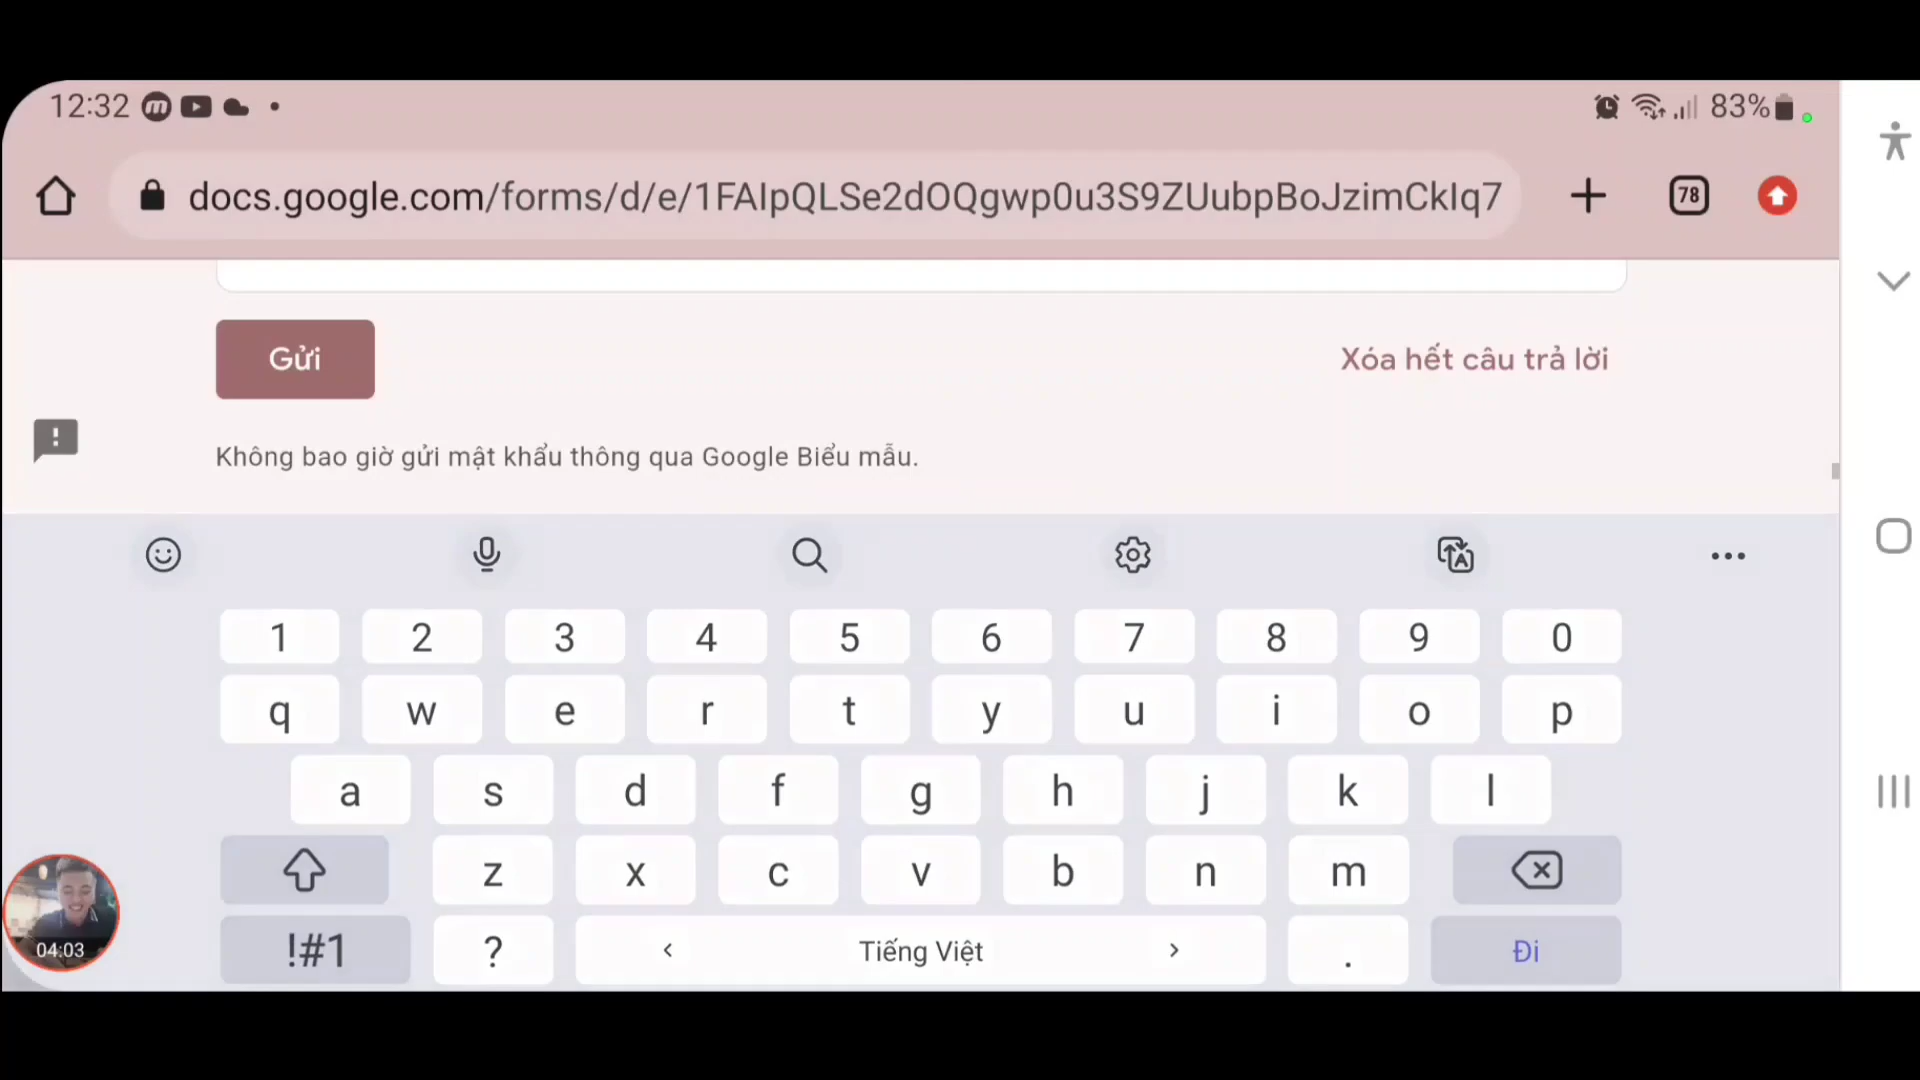 12:32 83%
docs.google.com/forms/d/e/1FAIpQLSe2dOQgwp0u3S9ZUubpBoJzimCkIq7 78
Gửi Xóa hết câu trả lời
Không bao giờ gửi mật khẩu thông qua Google Biểu mẫu.
1 2 3 4 5 6 7 8 9 0
q w e r t y u i o p
a s d f g h j k l
z x c v b n m
!#1 ? < Tiếng Việt > . Đi
04:03